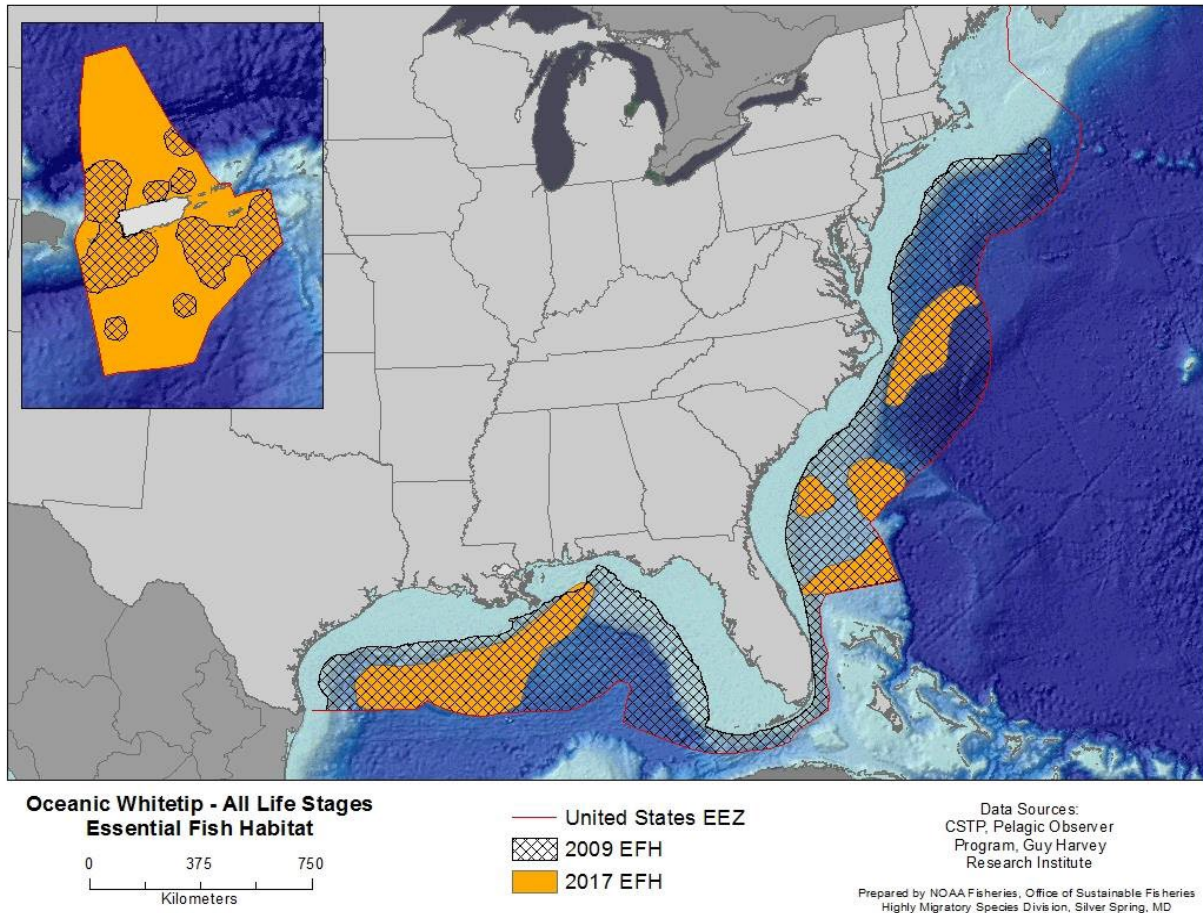 Oceanic Whitetip - All Life Stages
Essential Fish Habitat
0 375 750
Kilometers
United States EEZ
2009 EFH
2017 EFH
Data Sources:
CSTP, Pelagic Observer
Program, Guy Harvey
Research Institute
Prepared by NOAA Fisheries, Office of Sustainable Fisheries
Highly Migratory Species Division, Silver Spring, MD